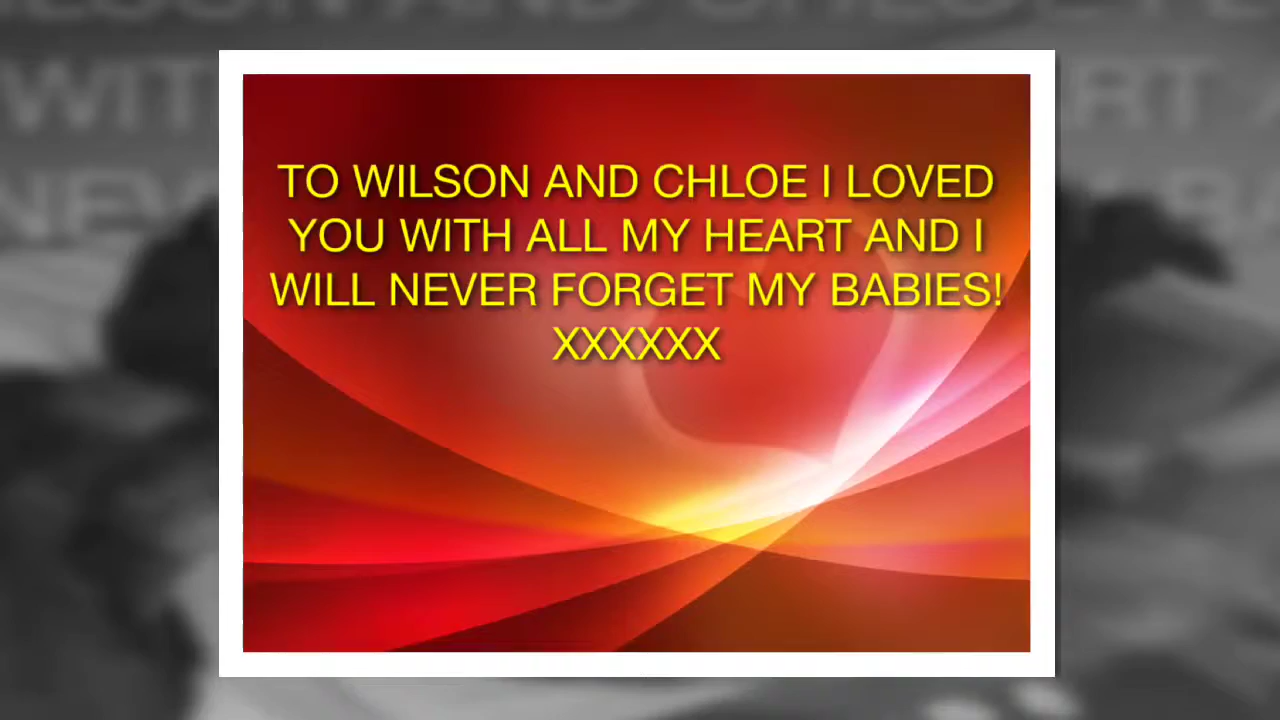 TO WILSON AND CHLOE I LOVED
YOU WITH ALL MY HEART AND I
WILL NEVER FORGET MY BABIES!
XXXXXX